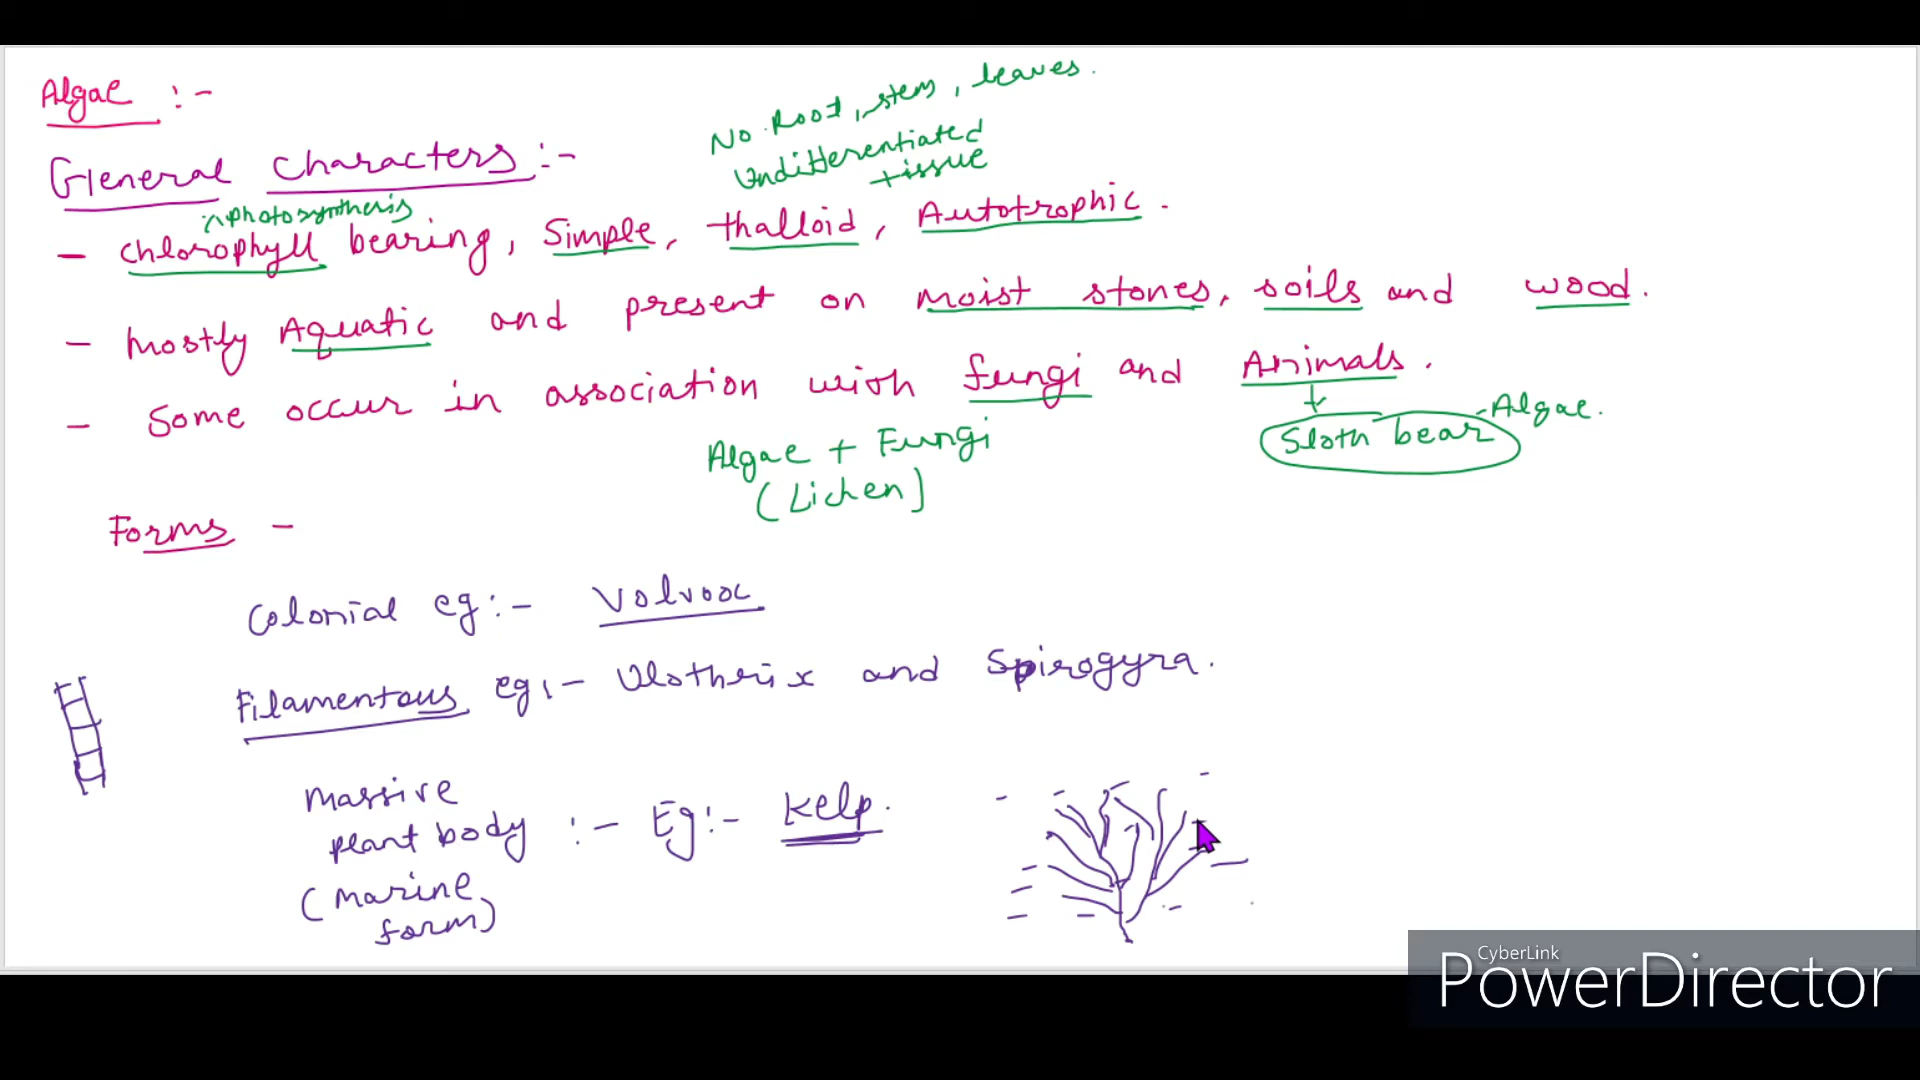 Algae :-
No Root, stem, leaves.
Undifferentiated
tissue
General Characters :-
photosynthesis
- Chlorophyll bearing, Simple, thalloid, Autotrophic.
- Mostly Aquatic and present on moist stones, soils and wood.
- Some occur in association with fungi and Animals.
Algae + Fungi
(Lichen)
Sloth bear - Algae.
Forms -
Colonial eg :- Volvox
Filamentous eg :- Ulothrix and Spirogyra.
Massive
plant body :- Eg :- Kelp.
(Marine
form)
CyberLink
PowerDirector